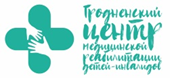 Гродненский
центр
медицинской
реабилитации
детей-инвалидов